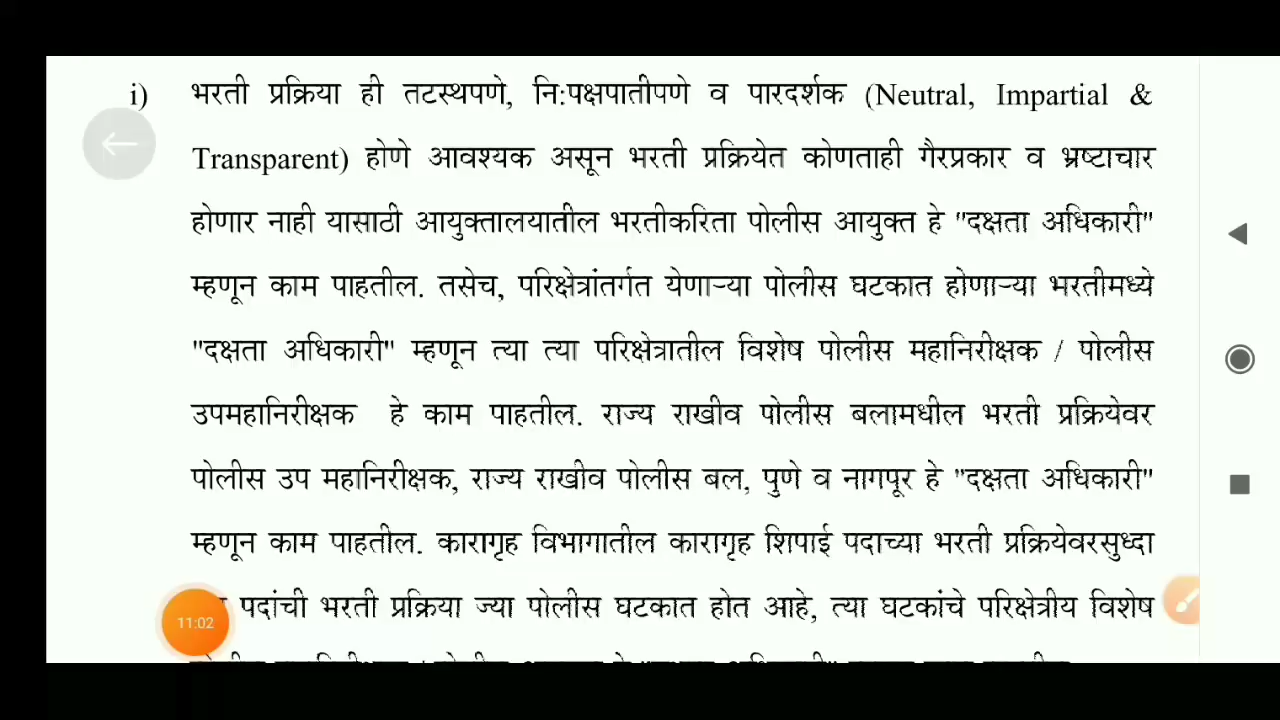 i) भरती प्रक्रिया ही तटस्थपणे, नि:पक्षपातीपणे व पारदर्शक (Neutral, Impartial &
Transparent) होणे आवश्यक असून भरती प्रक्रियेत कोणताही गैरप्रकार व भ्रष्टाचार
होणार नाही यासाठी आयुक्तालयातील भरतीकरिता पोलीस आयुक्त हे "दक्षता अधिकारी"
म्हणून काम पाहतील. तसेच, परिक्षेत्रांतर्गत येणाऱ्या पोलीस घटकात होणाऱ्या भरतीमध्ये
"दक्षता अधिकारी" म्हणून त्या त्या परिक्षेत्रातील विशेष पोलीस महानिरीक्षक / पोलीस
उपमहानिरीक्षक हे काम पाहतील. राज्य राखीव पोलीस बलामधील भरती प्रक्रियेवर
पोलीस उप महानिरीक्षक, राज्य राखीव पोलीस बल, पुणे व नागपूर हे "दक्षता अधिकारी"
म्हणून काम पाहतील. कारागृह विभागातील कारागृह शिपाई पदाच्या भरती प्रक्रियेवरसुध्दा
पदांची भरती प्रक्रिया ज्या पोलीस घटकात होत आहे, त्या घटकांचे परिक्षेत्रीय विशेष
11:02